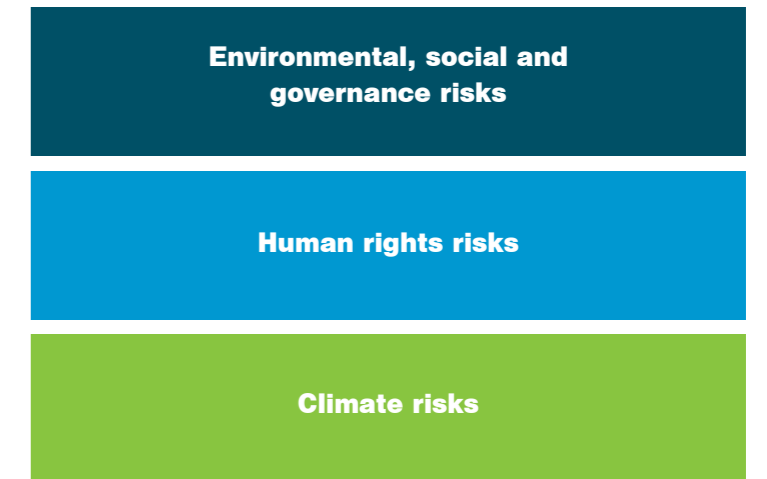 Environmental, social and
governance risks
Human rights risks
Climate risks